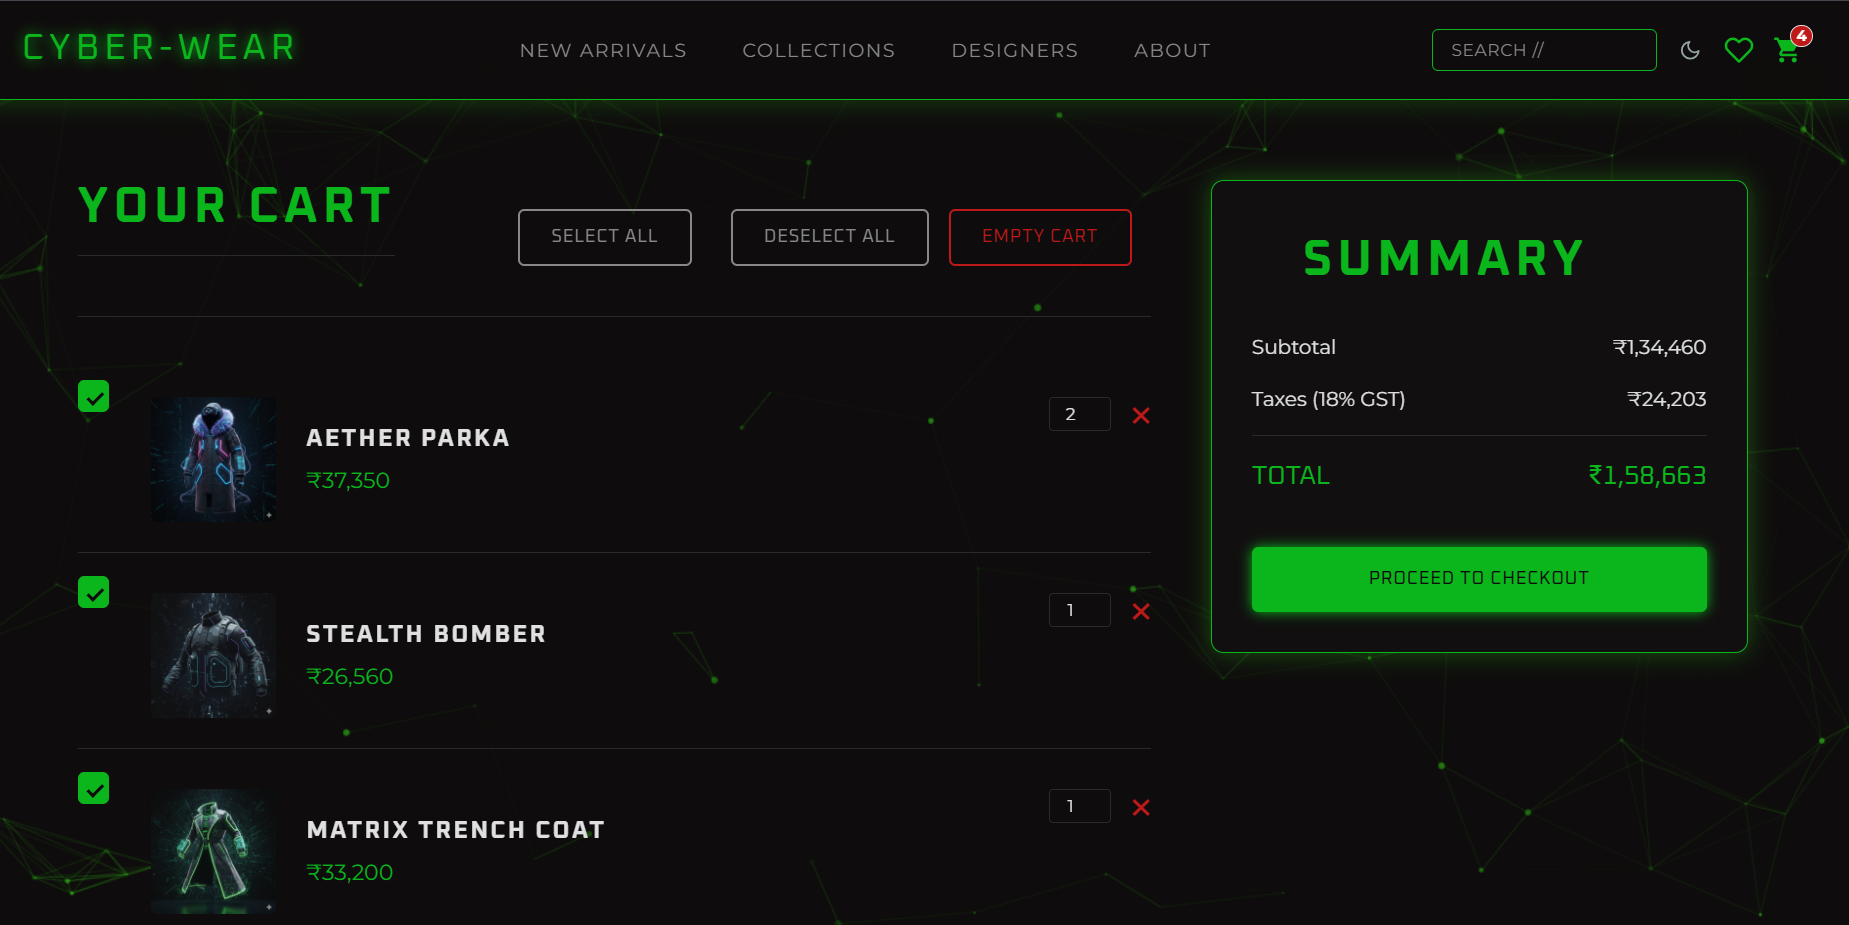 CYBER-WEAR
NEW ARRIVALS
COLLECTIONS
DESIGNERS
ABOUT
SEARCH //
4
YOUR CART
SELECT ALL
DESELECT ALL
EMPTY CART
AETHER PARKA
₹37,350
2
STEALTH BOMBER
₹26,560
1
MATRIX TRENCH COAT
₹33,200
1
SUMMARY
Subtotal ₹1,34,460
Taxes (18% GST) ₹24,203
TOTAL ₹1,58,663
PROCEED TO CHECKOUT